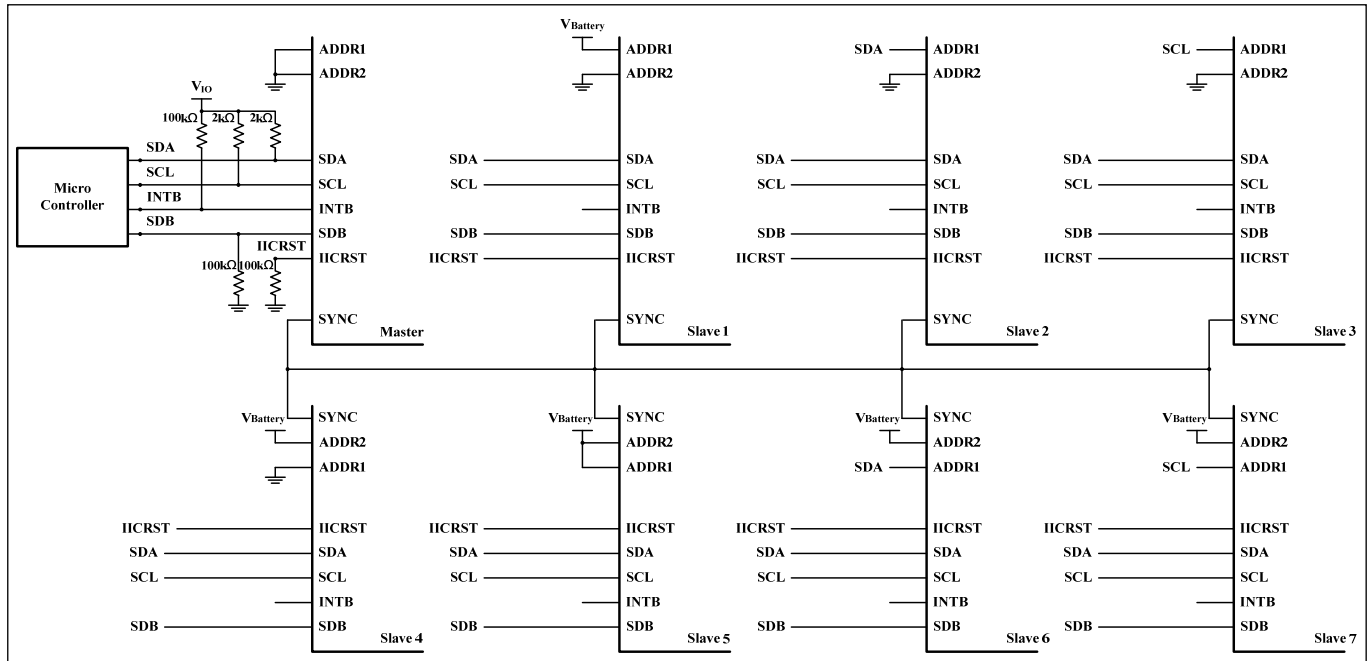 VBattery
ADDR1
ADDR2
ADDR1
ADDR2
SDA
ADDR1
ADDR2
SCL
ADDR1
ADDR2
VIO
100kΩ
2kΩ
2kΩ
Micro
Controller
SDA
SCL
INTB
SDB
IICRST
100kΩ
100kΩ
SDA
SCL
INTB
SDB
IICRST
SYNC
Master
SDA
SCL
SDB
IICRST
SDA
SCL
INTB
SDB
IICRST
SYNC
Slave 1
SDA
SCL
SDB
IICRST
SDA
SCL
INTB
SDB
IICRST
SYNC
Slave 2
SDA
SCL
SDB
IICRST
SDA
SCL
INTB
SDB
IICRST
SYNC
Slave 3
VBattery
SYNC
ADDR2
ADDR1
IICRST
SDA
SCL
SDB
IICRST
SDA
SCL
INTB
SDB
Slave 4
VBattery
SYNC
ADDR2
ADDR1
IICRST
SDA
SCL
SDB
IICRST
SDA
SCL
INTB
SDB
Slave 5
VBattery
SYNC
ADDR2
SDA
ADDR1
IICRST
SDA
SCL
SDB
IICRST
SDA
SCL
INTB
SDB
Slave 6
VBattery
SYNC
ADDR2
SCL
ADDR1
IICRST
SDA
SCL
SDB
IICRST
SDA
SCL
INTB
SDB
Slave 7